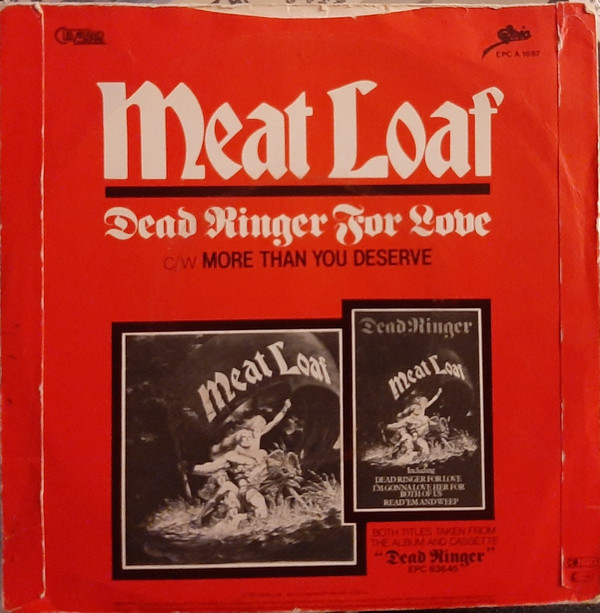 Epic
EPC A 1697
Meat Loaf
Dead Ringer For Love
C/W MORE THAN YOU DESERVE
Meat Loaf
Dead Ringer
Meat Loaf
Including
DEAD RINGER FOR LOVE
I'M GONNA LOVE HER FOR
BOTH OF US
READ 'EM AND WEEP
BOTH TITLES TAKEN FROM
THE ALBUM AND CASSETTE
"Dead Ringer"
EPC 83645